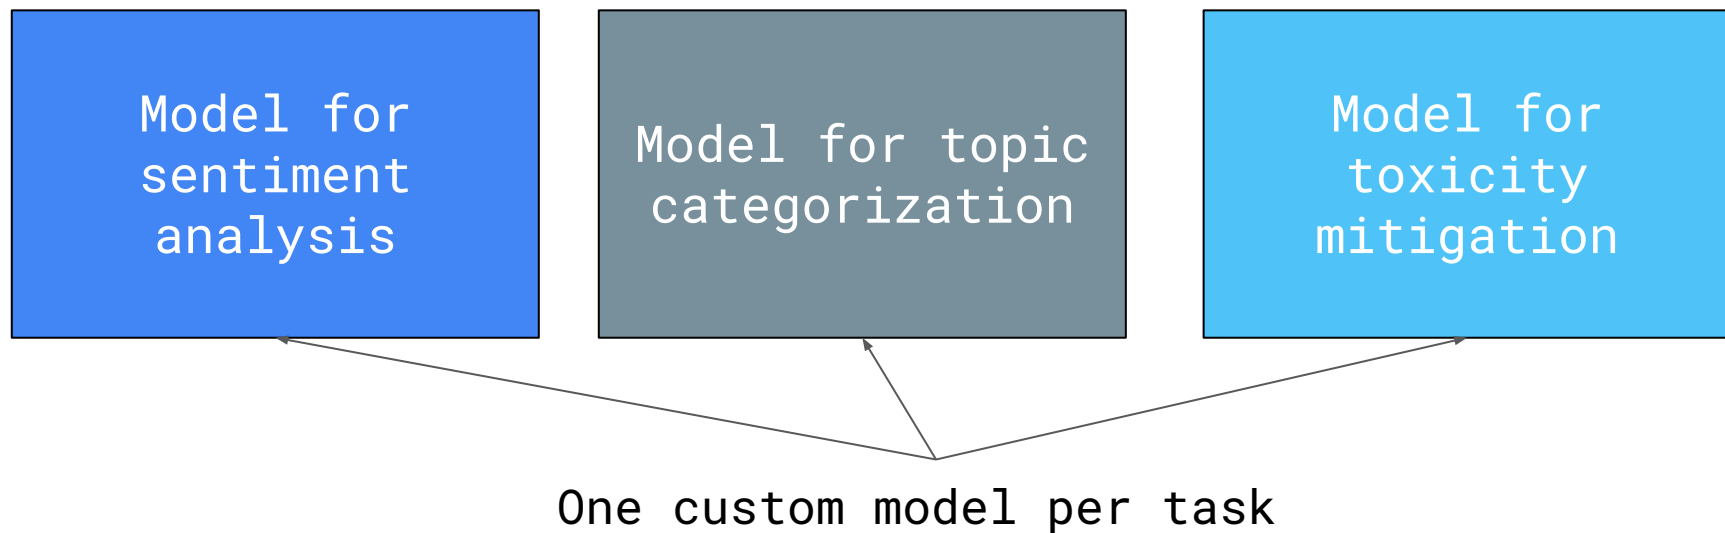 Model for
sentiment
analysis
Model for topic
categorization
Model for
toxicity
mitigation
One custom model per task